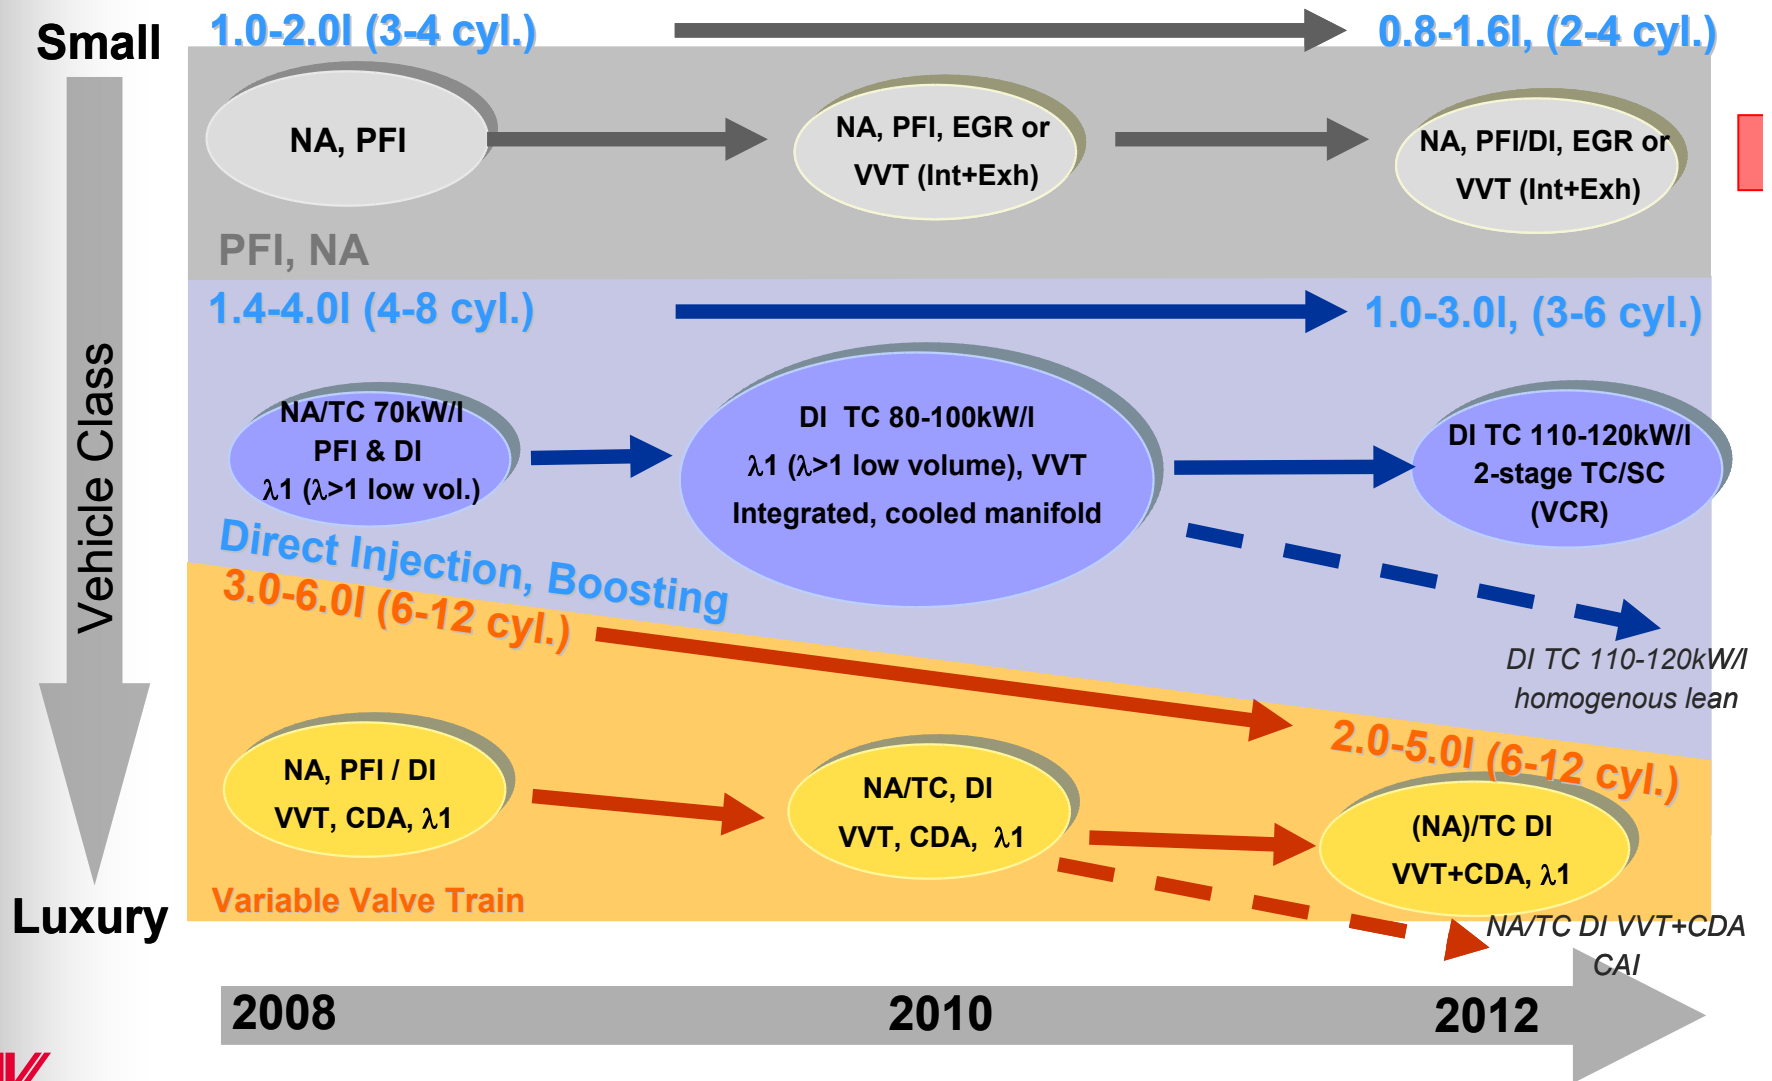 Small
1.0-2.0l (3-4 cyl.)
0.8-1.6l, (2-4 cyl.)
NA, PFI
NA, PFI, EGR or
VVT (Int+Exh)
NA, PFI/DI, EGR or
VVT (Int+Exh)
PFI, NA
1.4-4.0l (4-8 cyl.)
1.0-3.0l, (3-6 cyl.)
Vehicle Class
NA/TC 70kW/l
PFI & DI
λ1 (λ>1 low vol.)
DI  TC 80-100kW/l
λ1 (λ>1 low volume), VVT
Integrated, cooled manifold
DI TC 110-120kW/l
2-stage TC/SC
(VCR)
Direct Injection, Boosting
DI TC 110-120kW/l
homogenous lean
3.0-6.0l (6-12 cyl.)
2.0-5.0l (6-12 cyl.)
NA, PFI / DI
VVT, CDA, λ1
NA/TC, DI
VVT, CDA,  λ1
(NA)/TC DI
VVT+CDA, λ1
Variable Valve Train
NA/TC DI VVT+CDA
CAI
Luxury
2008
2010
2012